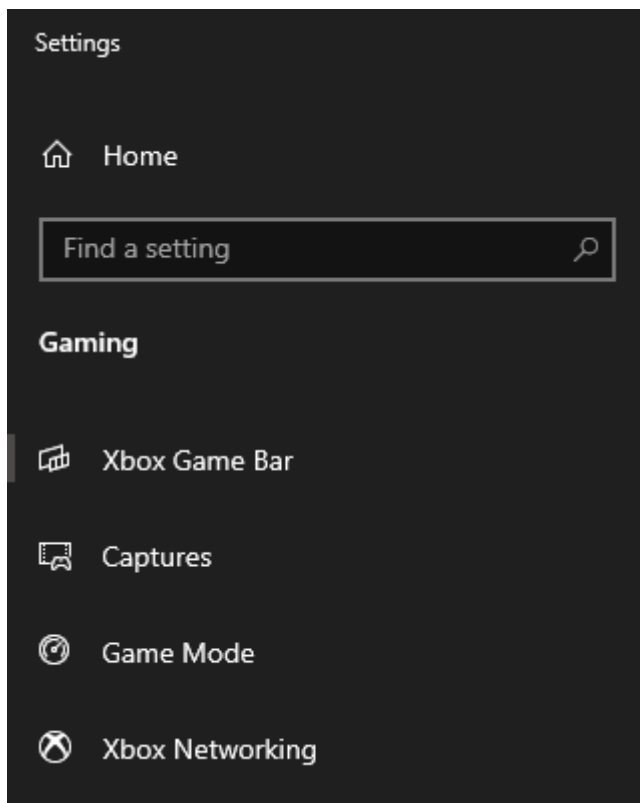 Settings
Home
Find a setting
Gaming
Xbox Game Bar
Captures
Game Mode
Xbox Networking